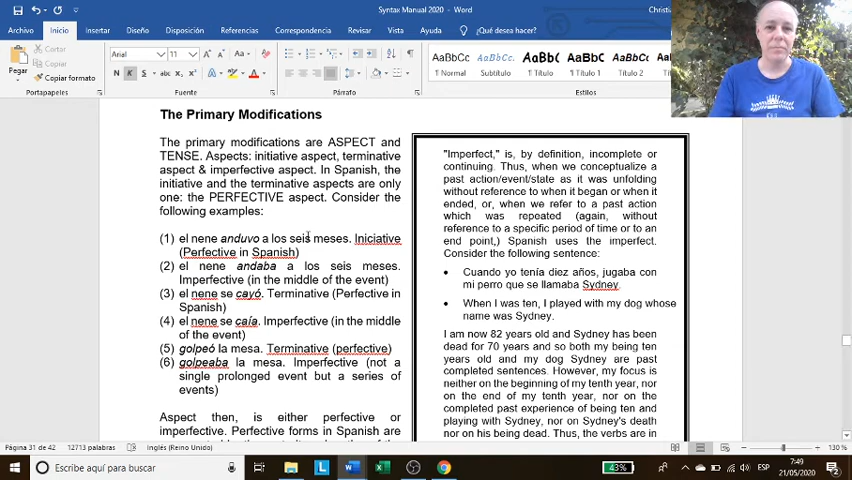 Syntax Manual 2020 - Word
Christi
Archivo Inicio Insertar Diseño Disposición Referencias Correspondencia Revisar Vista Ayuda ¿Qué desea hacer?
Pegar
Cortar
Copiar
Copiar formato
Portapapeles
Arial 11
Fuente
Párrafo
AaBbCc AaBbCc AaBb( AaBbC AaBbCc
¶ Normal Subtítulo ¶ Título ¶ Título 1 ¶ Título 2
Estilos
The Primary Modifications
The primary modifications are ASPECT and
TENSE. Aspects: initiative aspect, terminative
aspect & imperfective aspect. In Spanish, the
initiative and the terminative aspects are only
one: the PERFECTIVE aspect. Consider the
following examples:
(1) el nene anduvo a los seis meses. Iniciative
(Perfective in Spanish)
(2) el nene andaba a los seis meses.
Imperfective (in the middle of the event)
(3) el nene se cayó. Terminative (Perfective in
Spanish)
(4) el nene se caía. Imperfective (in the middle
of the event)
(5) golpeó la mesa. Terminative (perfective)
(6) golpeaba la mesa. Imperfective (not a
single prolonged event but a series of
events)
Aspect then, is either perfective or
imperfective. Perfective forms in Spanish are
"Imperfect," is, by definition, incomplete or
continuing. Thus, when we conceptualize a
past action/event/state as it was unfolding
without reference to when it began or when it
ended, or, when we refer to a past action
which was repeated (again, without
reference to a specific period of time or to an
end point,) Spanish uses the imperfect.
Consider the following sentence:
• Cuando yo tenía diez años, jugaba con
mi perro que se llamaba Sydney.
• When I was ten, I played with my dog whose
name was Sydney.
I am now 82 years old and Sydney has been
dead for 70 years and so both my being ten
years old and my dog Sydney are past
completed sentences. However, my focus is
neither on the beginning of my tenth year, nor
on the end of my tenth year, nor on the
completed past experience of being ten and
playing with Sydney, nor on Sydney's death
nor on his being dead. Thus, the verbs are in
Página 31 de 42 12713 palabras Inglés (Reino Unido) 130 %
Escribe aquí para buscar
43% ESP
7:49
21/05/2020